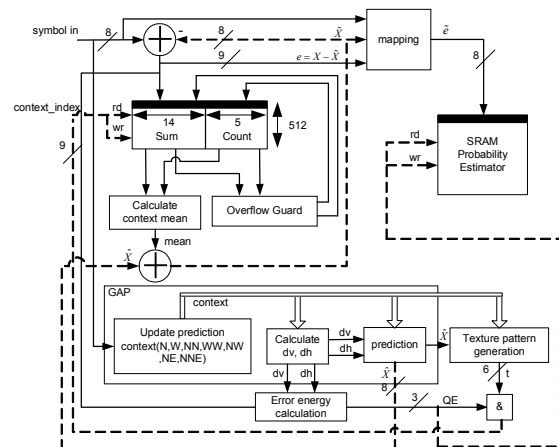 symbol in
8
-
8
X̃
mapping
ẽ
9
e = X − X̃
8
context_index
rd
14
5
wr
Sum
Count
512
9
rd
wr
SRAM
Probability
Estimator
Calculate
context mean
Overflow Guard
mean
X̂
GAP
context
Update prediction
context(N,W,NN,WW,NW
,NE,NNE)
Calculate
dv, dh
dv
dh
prediction
X̂
Texture pattern
generation
dv
dh
X̂
8
6
t
Error energy
calculation
3
QE
&